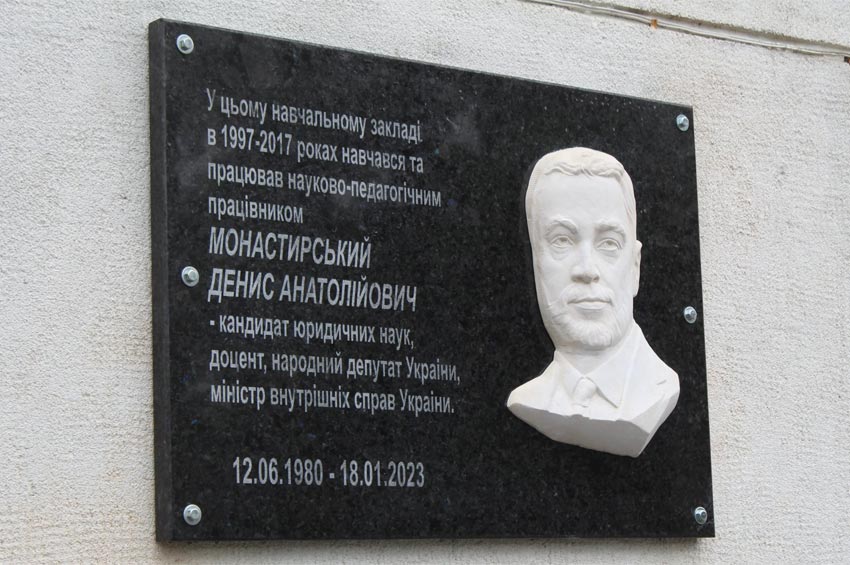 У цьому навчальному закладі
в 1997-2017 роках навчався та
працював науково-педагогічним
працівником
МОНАСТИРСЬКИЙ
ДЕНИС АНАТОЛІЙОВИЧ
- кандидат юридичних наук,
доцент, народний депутат України,
міністр внутрішніх справ України.
12.06.1980 - 18.01.2023